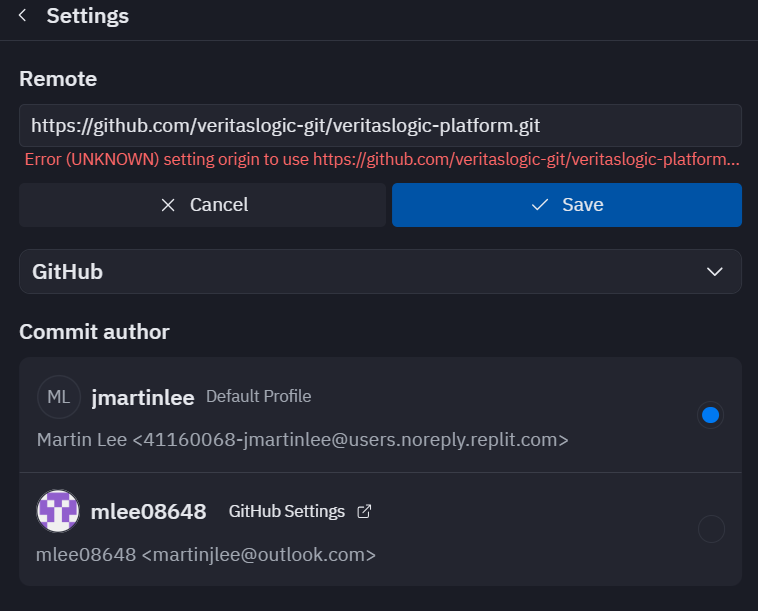 Settings
Remote
https://github.com/veritaslogic-git/veritaslogic-platform.git
Error (UNKNOWN) setting origin to use https://github.com/veritaslogic-git/veritaslogic-platform...
Cancel
Save
GitHub
Commit author
ML
jmartinlee Default Profile
Martin Lee <41160068-jmartinlee@users.noreply.replit.com>
mlee08648 GitHub Settings
mlee08648 <martinjlee@outlook.com>